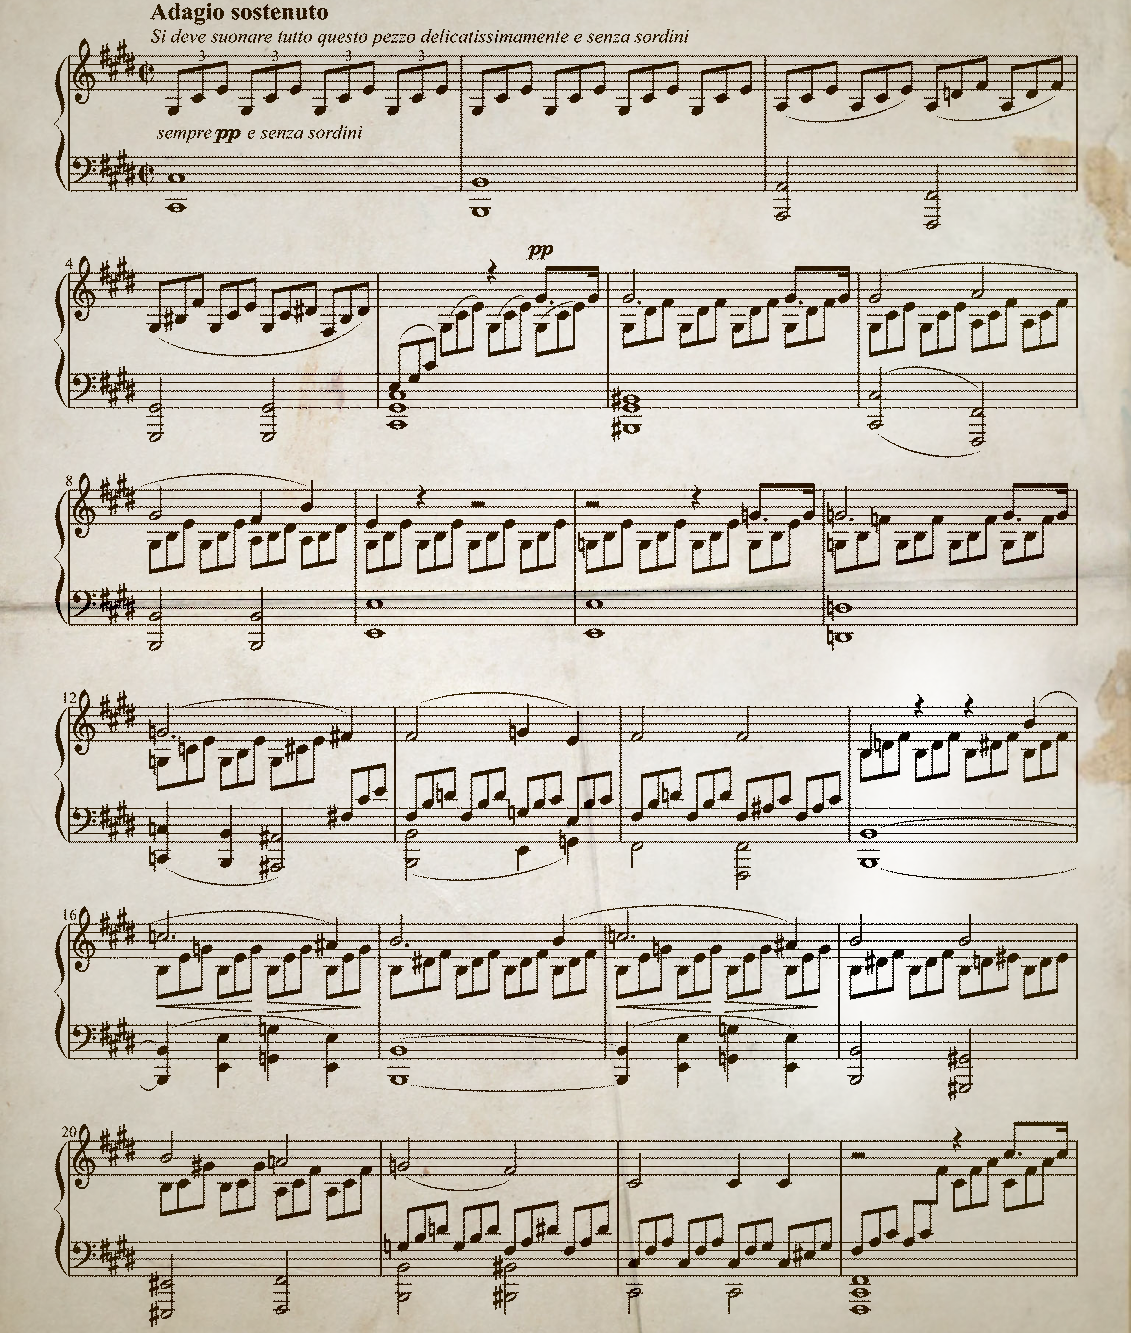 Adagio sostenuto
Si deve suonare tutto questo pezzo delicatissimamente e senza sordini
3 3 3 3
sempre pp e senza sordini
4
pp
8
12
16
20